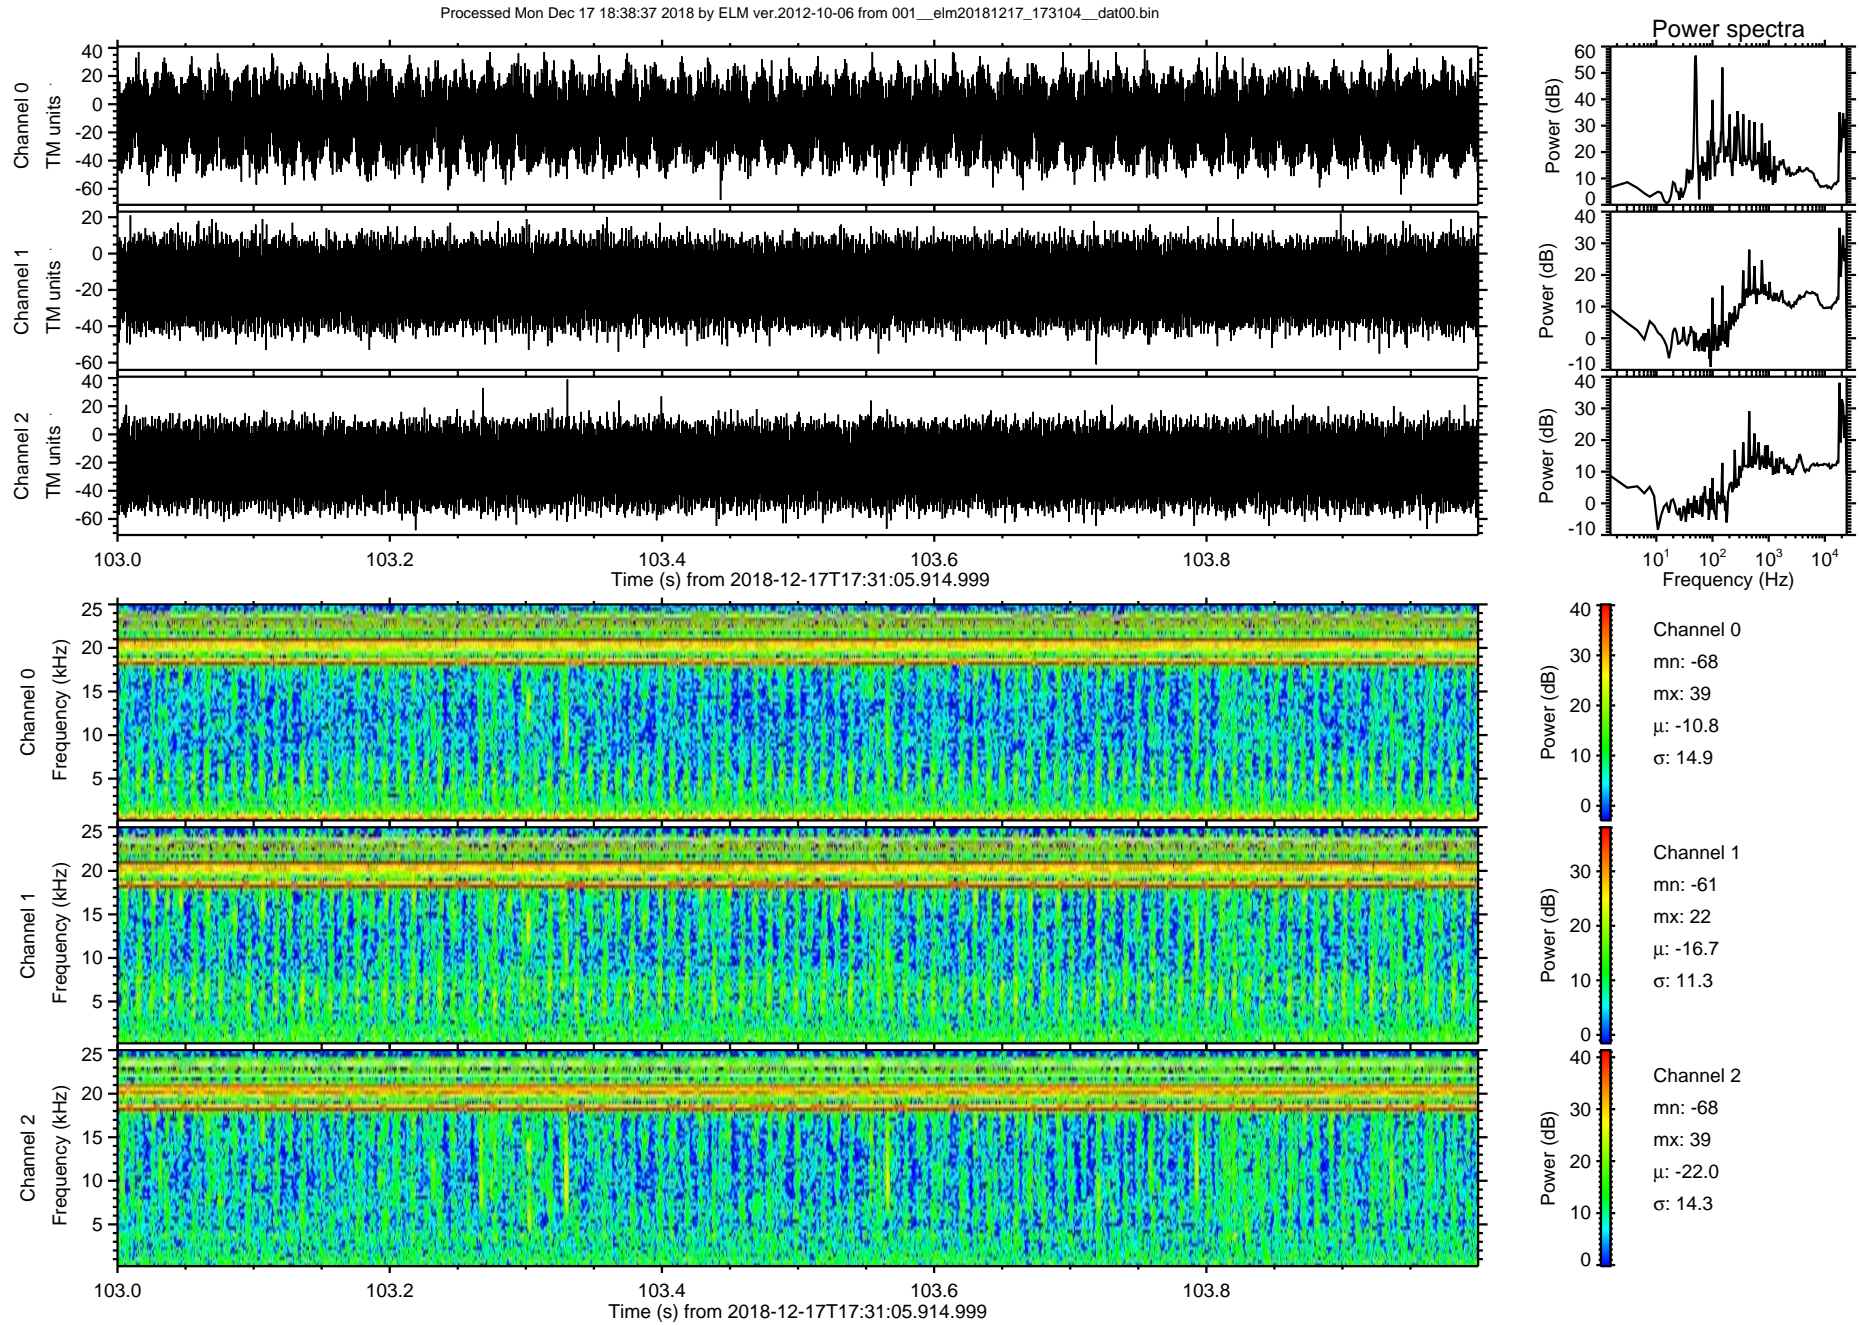 Processed Mon Dec 17 18:38:37 2018 by ELM ver.2012-10-06 from 001__elm20181217_173104__dat00.bin
Power spectra
Channel 0
TM units
40
20
0
-20
-40
-60
Power (dB)
60
50
40
30
20
10
0
Channel 1
TM units
20
0
-20
-40
-60
Power (dB)
40
30
20
10
0
-10
Channel 2
TM units
40
20
0
-20
-40
-60
Power (dB)
40
30
20
10
0
-10
103.0 103.2 103.4 103.6 103.8
Time (s) from 2018-12-17T17:31:05.914.999
10¹ 10² 10³ 10⁴
Frequency (Hz)
Channel 0
Frequency (kHz)
25
20
15
10
5
Power (dB)
40
30
20
10
0
Channel 0
mn: -68
mx: 39
μ: -10.8
σ: 14.9
Channel 1
Frequency (kHz)
25
20
15
10
5
Power (dB)
30
20
10
0
Channel 1
mn: -61
mx: 22
μ: -16.7
σ: 11.3
Channel 2
Frequency (kHz)
25
20
15
10
5
Power (dB)
40
30
20
10
0
Channel 2
mn: -68
mx: 39
μ: -22.0
σ: 14.3
103.0 103.2 103.4 103.6 103.8
Time (s) from 2018-12-17T17:31:05.914.999